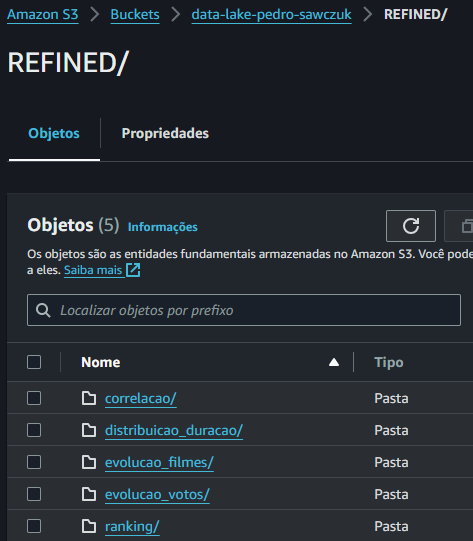 Amazon S3 > Buckets > data-lake-pedro-sawczuk > REFINED/
REFINED/
Objetos Propriedades
Objetos (5) Informações
Os objetos são as entidades fundamentais armazenadas no Amazon S3. Você pode
a eles. Saiba mais
Localizar objetos por prefixo
Nome Tipo
correlacao/ Pasta
distribuicao_duracao/ Pasta
evolucao_filmes/ Pasta
evolucao_votos/ Pasta
ranking/ Pasta